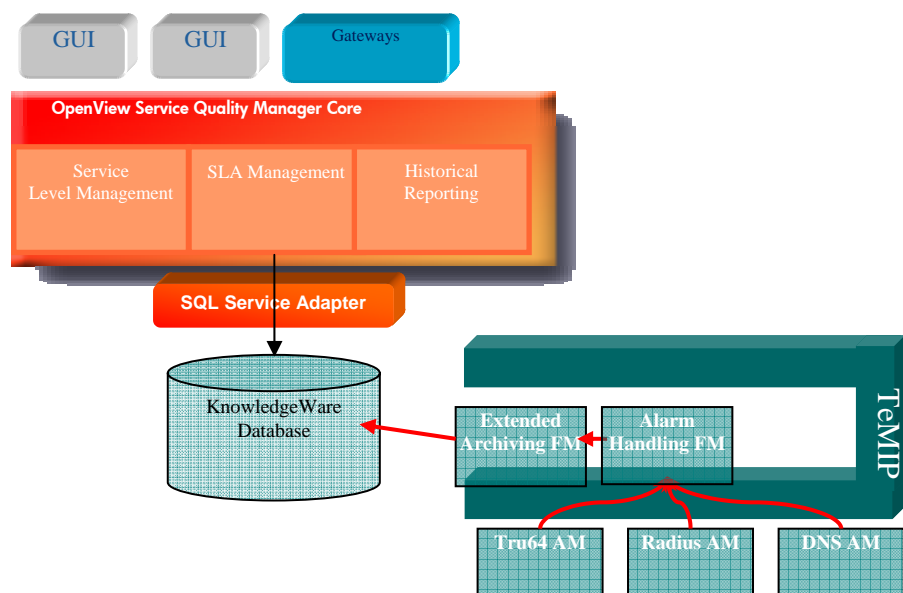 GUI
GUI
Gateways
OpenView Service Quality Manager Core
Service
Level Management
SLA Management
Historical
Reporting
SQL Service Adapter
KnowledgeWare
Database
Extended
Archiving FM
Alarm
Handling FM
TeMIP
Tru64 AM
Radius AM
DNS AM